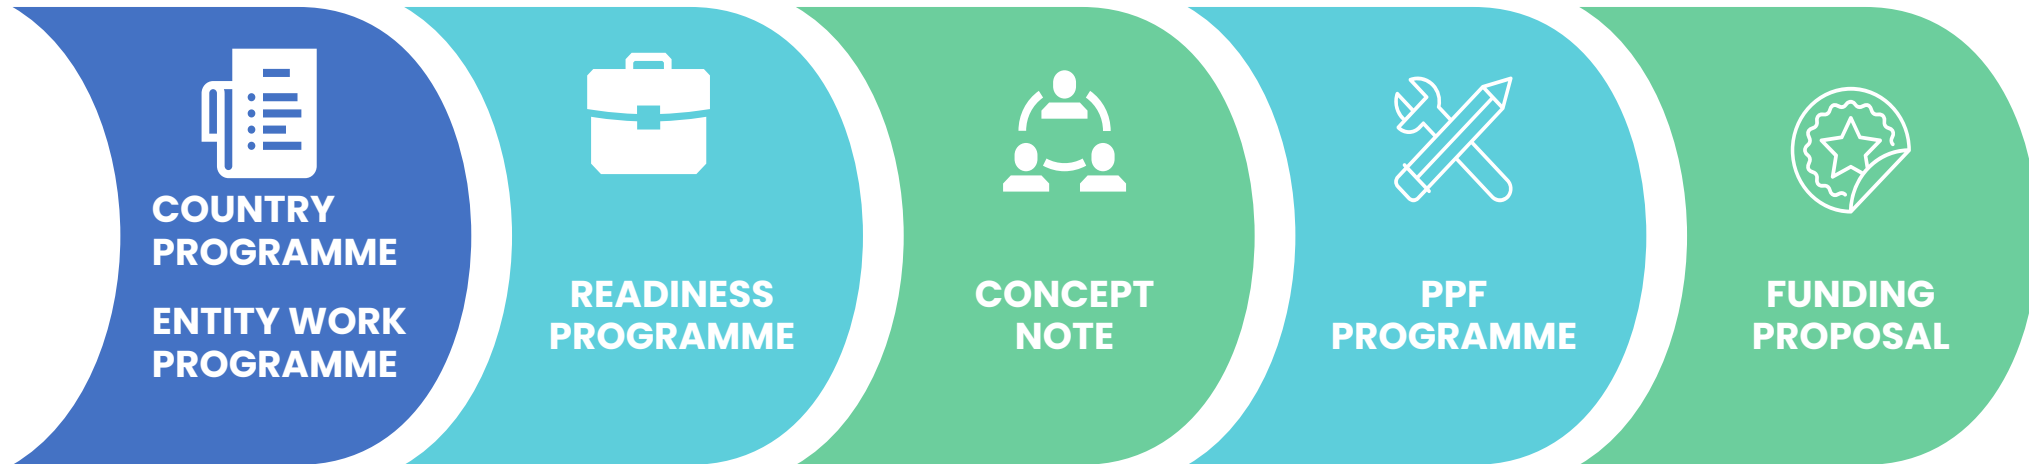 COUNTRY
PROGRAMME
ENTITY WORK
PROGRAMME
READINESS
PROGRAMME
CONCEPT
NOTE
PPF
PROGRAMME
FUNDING
PROPOSAL